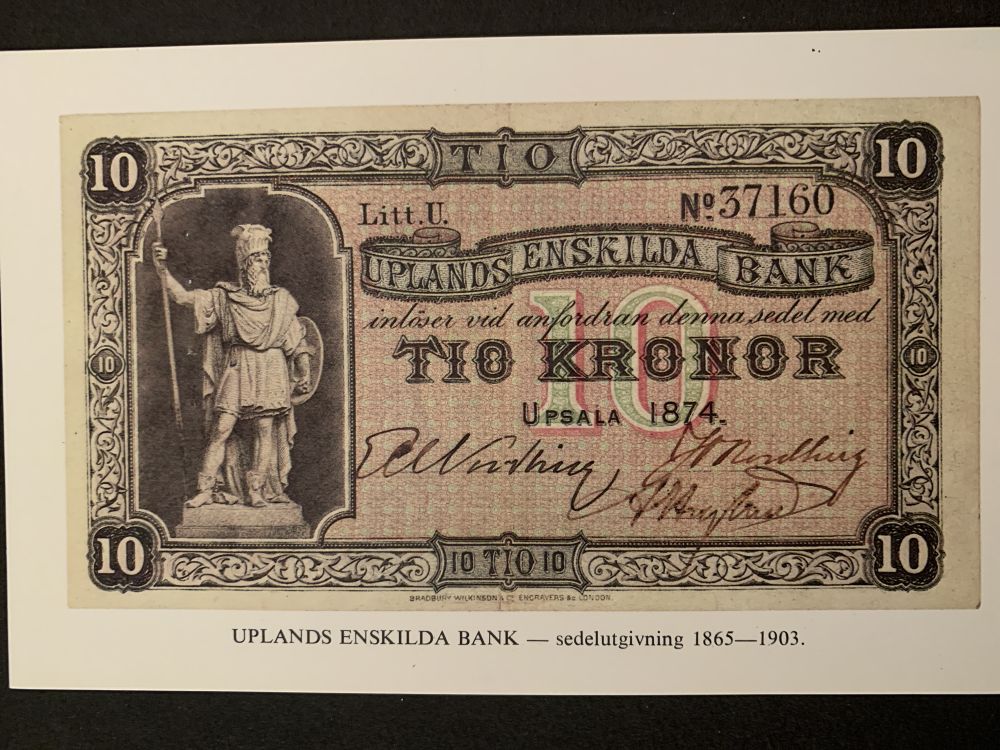 10 TIO 10
Litt. U. Nº 37160
UPLANDS ENSKILDA BANK
inlöser vid anfordran denna sedel med
10
TIO KRONOR
10 10
UPSALA 1874.
10 10 TIO 10 10
BRADBURY WILKINSON & Cº ENGRAVERS &c LONDON.
UPLANDS ENSKILDA BANK — sedelutgivning 1865—1903.